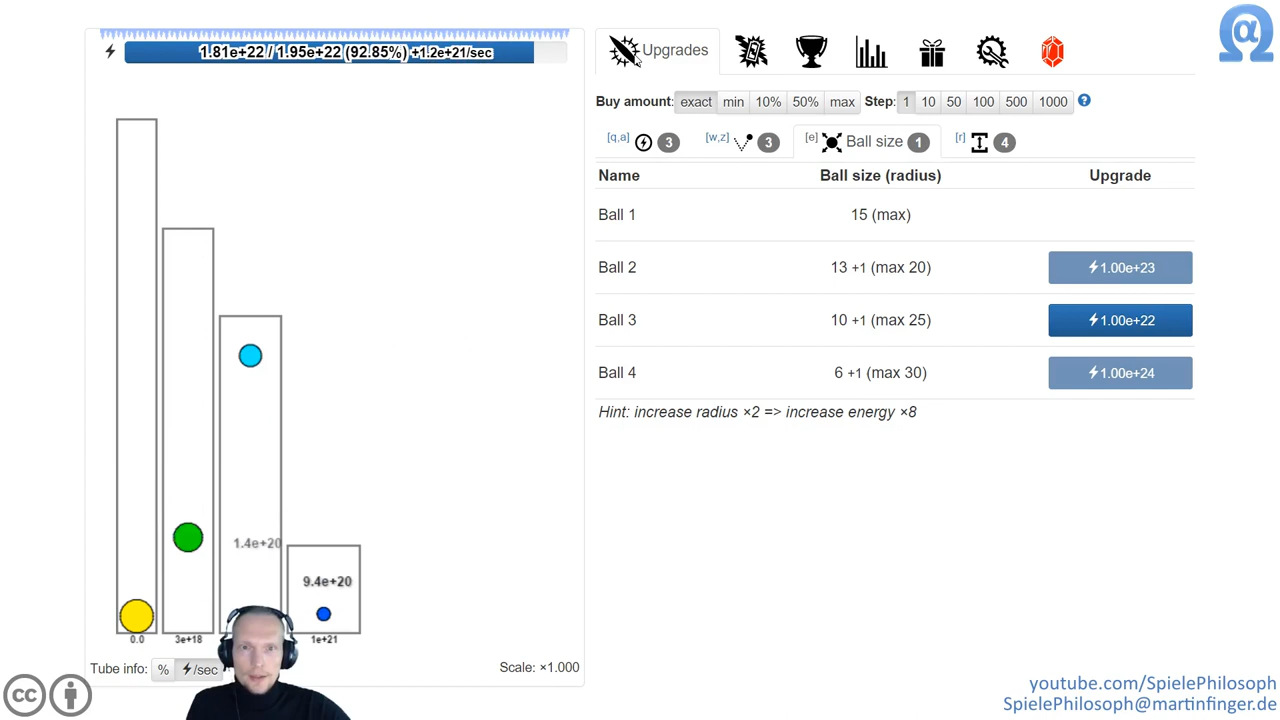 1.81e+22 / 1.95e+22 (92.85%) +1.2e+21/sec
1.4e+20
9.4e+20
0.0
3e+18
1e+21
Tube info: % /sec
Scale: ×1.000
Upgrades
Buy amount: exact min 10% 50% max Step: 1 10 50 100 500 1000 ?
[q,a] 3 [w,z] 3 [e] Ball size 1 [r] 4
Name Ball size (radius) Upgrade
Ball 1 15 (max)
Ball 2 13 +1 (max 20) 1.00e+23
Ball 3 10 +1 (max 25) 1.00e+22
Ball 4 6 +1 (max 30) 1.00e+24
Hint: increase radius ×2 => increase energy ×8
Ω α
cc
youtube.com/SpielePhilosoph
SpielePhilosoph@martinfinger.de